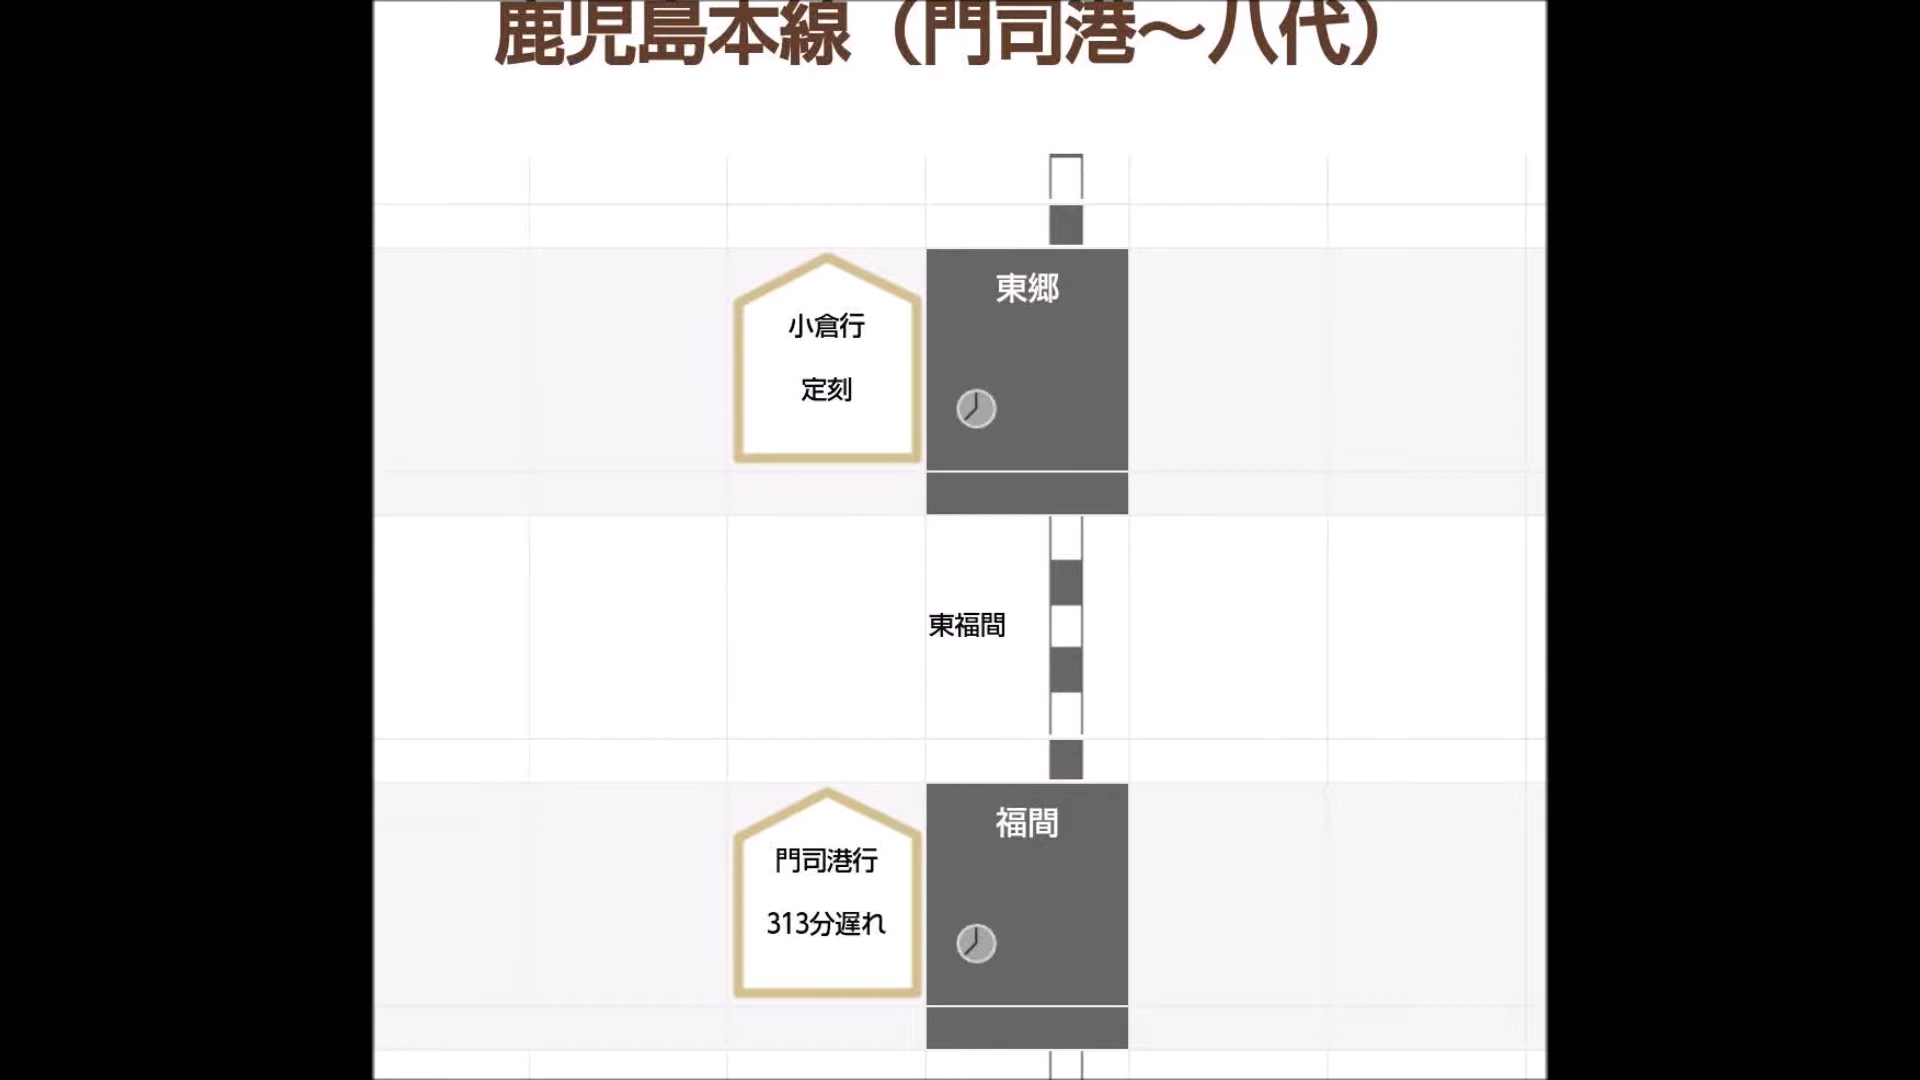 鹿児島本線（門司港～八代）
東郷
小倉行
定刻
東福間
福間
門司港行
313分遅れ